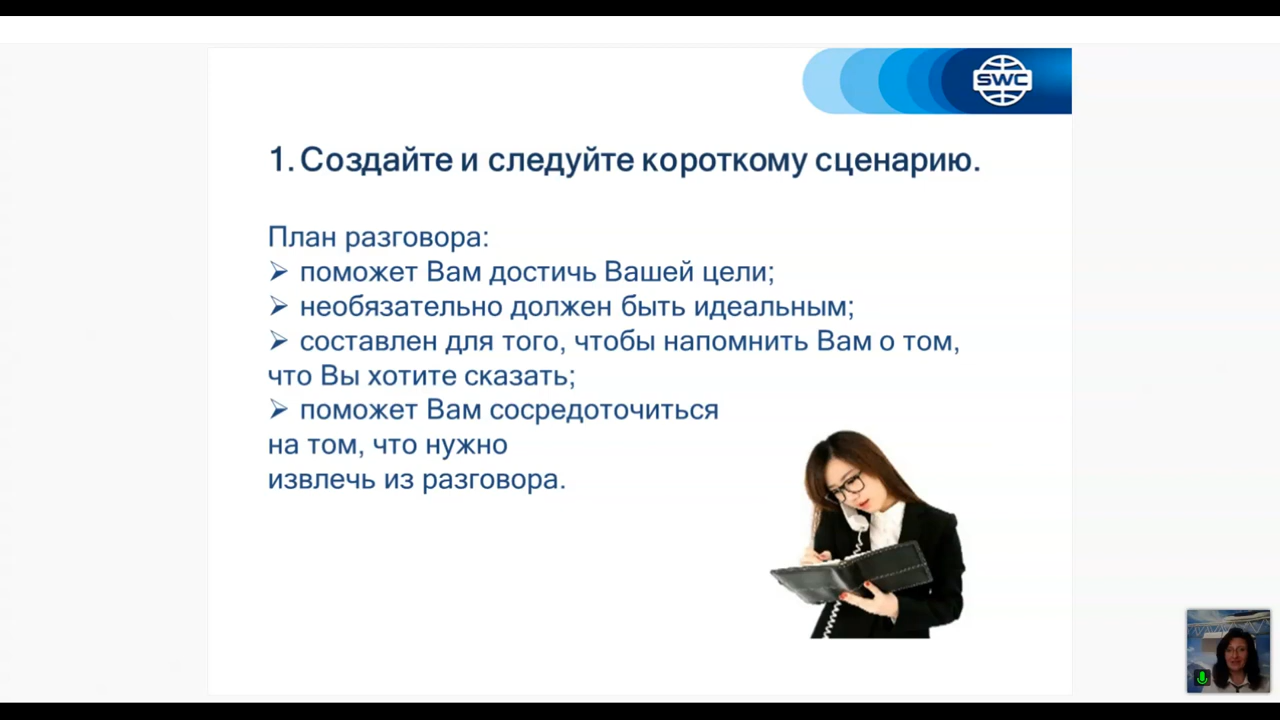 SWC
1. Создайте и следуйте короткому сценарию.
План разговора:
➢ поможет Вам достичь Вашей цели;
➢ необязательно должен быть идеальным;
➢ составлен для того, чтобы напомнить Вам о том,
что Вы хотите сказать;
➢ поможет Вам сосредоточиться
на том, что нужно
извлечь из разговора.